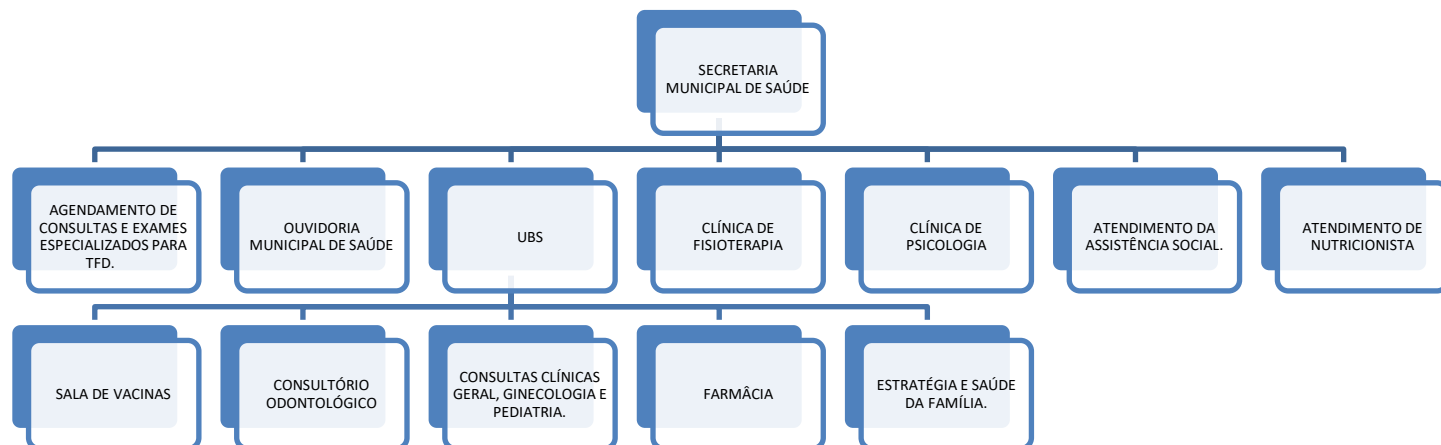 SECRETARIA
MUNICIPAL DE SAÚDE
AGENDAMENTO DE
CONSULTAS E EXAMES
ESPECIALIZADOS PARA
TFD.
OUVIDORIA
MUNICIPAL DE SAÚDE
UBS
CLÍNICA DE
FISIOTERAPIA
CLÍNICA DE
PSICOLOGIA
ATENDIMENTO DA
ASSISTÊNCIA SOCIAL.
ATENDIMENTO DE
NUTRICIONISTA
SALA DE VACINAS
CONSULTÓRIO
ODONTOLÓGICO
CONSULTAS CLÍNICAS
GERAL, GINECOLOGIA E
PEDIATRIA.
FARMÂCIA
ESTRATÉGIA E SAÚDE
DA FAMÍLIA.